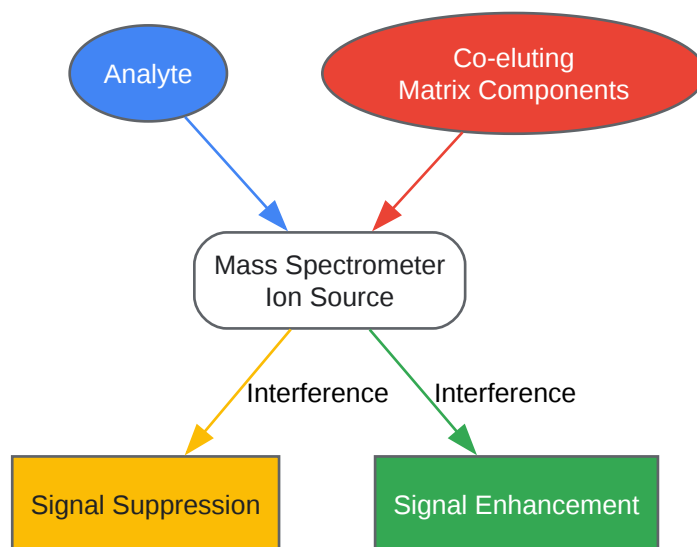 Analyte
Co-eluting
Matrix Components
Mass Spectrometer
Ion Source
Interference
Interference
Signal Suppression
Signal Enhancement